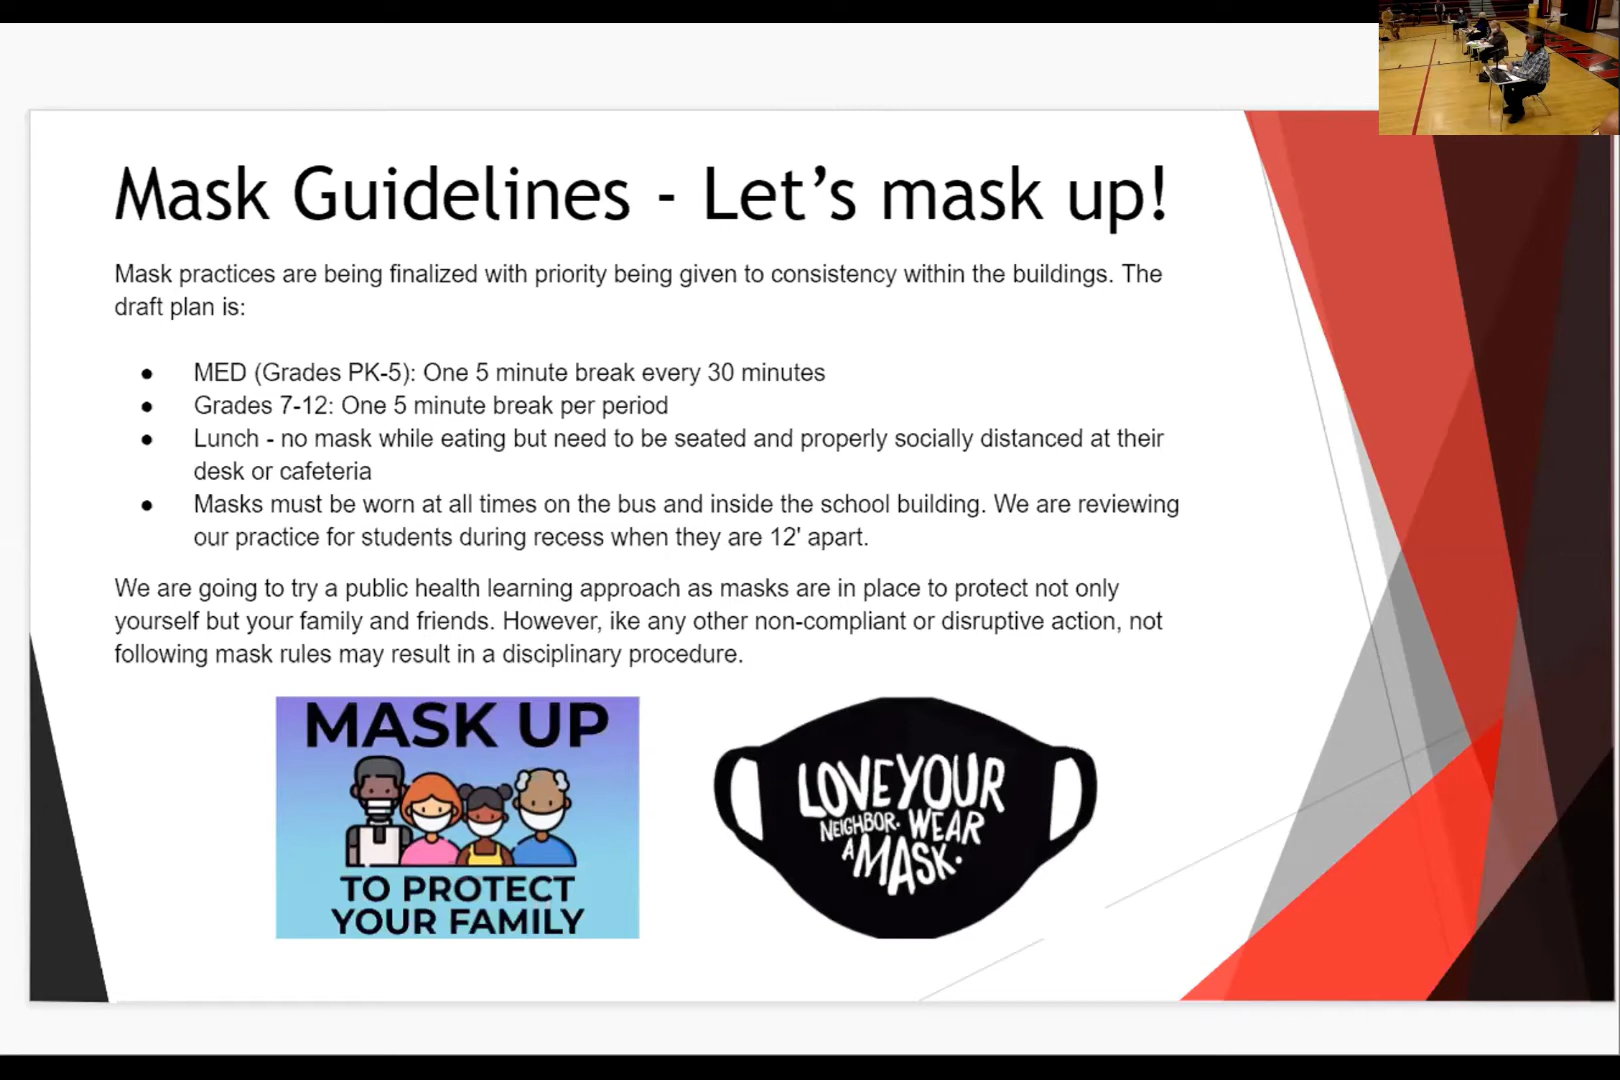 Mask Guidelines - Let's mask up!
Mask practices are being finalized with priority being given to consistency within the buildings. The
draft plan is:
● MED (Grades PK-5): One 5 minute break every 30 minutes
● Grades 7-12: One 5 minute break per period
● Lunch - no mask while eating but need to be seated and properly socially distanced at their
desk or cafeteria
● Masks must be worn at all times on the bus and inside the school building. We are reviewing
our practice for students during recess when they are 12' apart.
We are going to try a public health learning approach as masks are in place to protect not only
yourself but your family and friends. However, ike any other non-compliant or disruptive action, not
following mask rules may result in a disciplinary procedure.
MASK UP
TO PROTECT
YOUR FAMILY
LOVE YOUR
NEIGHBOR. WEAR
A MASK.